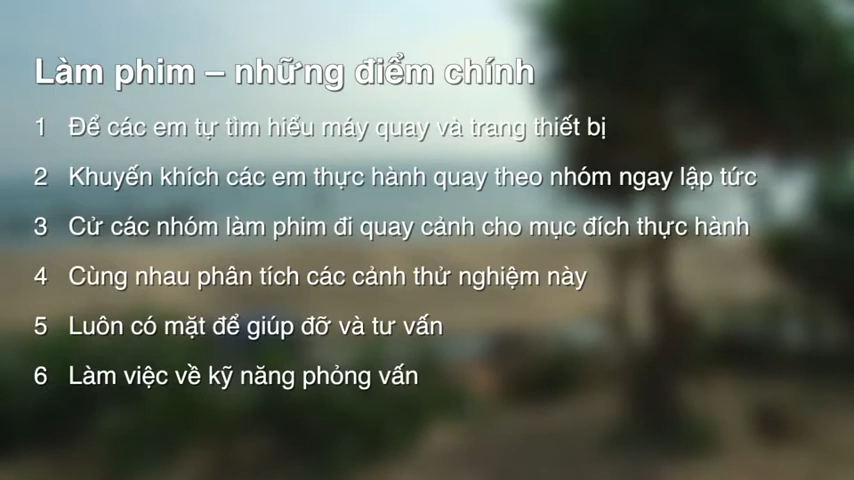 Làm phim – những điểm chính
1 Để các em tự tìm hiểu máy quay và trang thiết bị
2 Khuyến khích các em thực hành quay theo nhóm ngay lập tức
3 Cử các nhóm làm phim đi quay cảnh cho mục đích thực hành
4 Cùng nhau phân tích các cảnh thử nghiệm này
5 Luôn có mặt để giúp đỡ và tư vấn
6 Làm việc về kỹ năng phỏng vấn